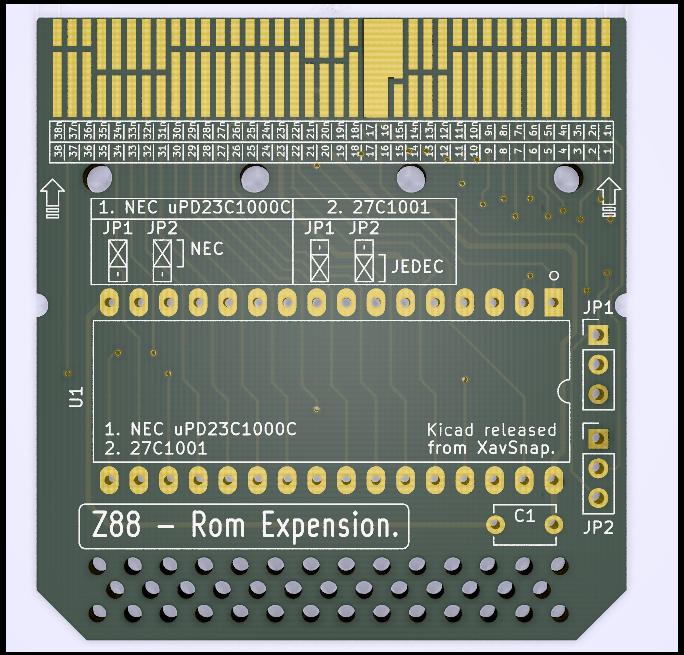 38n 37n 36n 35n 34n 33n 32n 31n 30n 29n 28n 27n 26n 25n 24n 23n 22n 21n 20n 19n 18n 17 16 15n 14n 13n 12n 11n 10n 9n 8n 7n 6n 5n 4n 3n 2n 1n
38 37 36 35 34 33 32 31 30 29 28 27 26 25 24 23 22 21 20 19 18 17 16 15 14 13 12 11 10 9 8 7 6 5 4 3 2 1
1. NEC uPD23C1000C 2. 27C1001
JP1 JP2 JP1 JP2
NEC JEDEC
JP1
U1
1. NEC uPD23C1000C
2. 27C1001
Kicad released
from XavSnap.
Z88 - Rom Expension.
C1
JP2